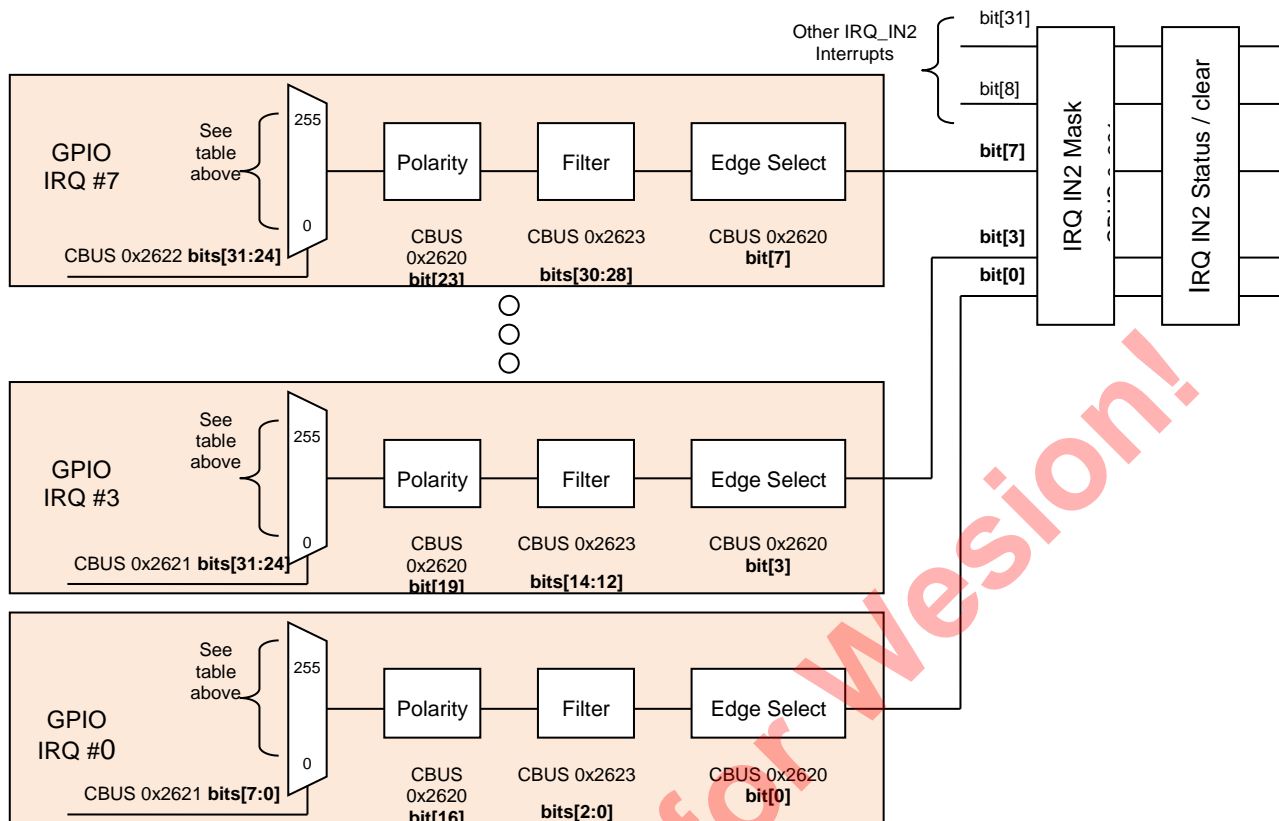 Other IRQ_IN2
Interrupts
bit[31]
bit[8]
bit[7]
bit[3]
bit[0]
IRQ IN2 Mask
IRQ IN2 Status / clear
GPIO
IRQ #7
See
table
above
255
0
CBUS 0x2622 bits[31:24]
Polarity
Filter
Edge Select
CBUS
0x2620
bit[23]
CBUS 0x2623
bits[30:28]
CBUS 0x2620
bit[7]
GPIO
IRQ #3
See
table
above
255
0
CBUS 0x2621 bits[31:24]
Polarity
Filter
Edge Select
CBUS
0x2620
bit[19]
CBUS 0x2623
bits[14:12]
CBUS 0x2620
bit[3]
GPIO
IRQ #0
See
table
above
255
0
CBUS 0x2621 bits[7:0]
Polarity
Filter
Edge Select
CBUS
0x2620
bit[16]
CBUS 0x2623
bits[2:0]
CBUS 0x2620
bit[0]
for Wesion!